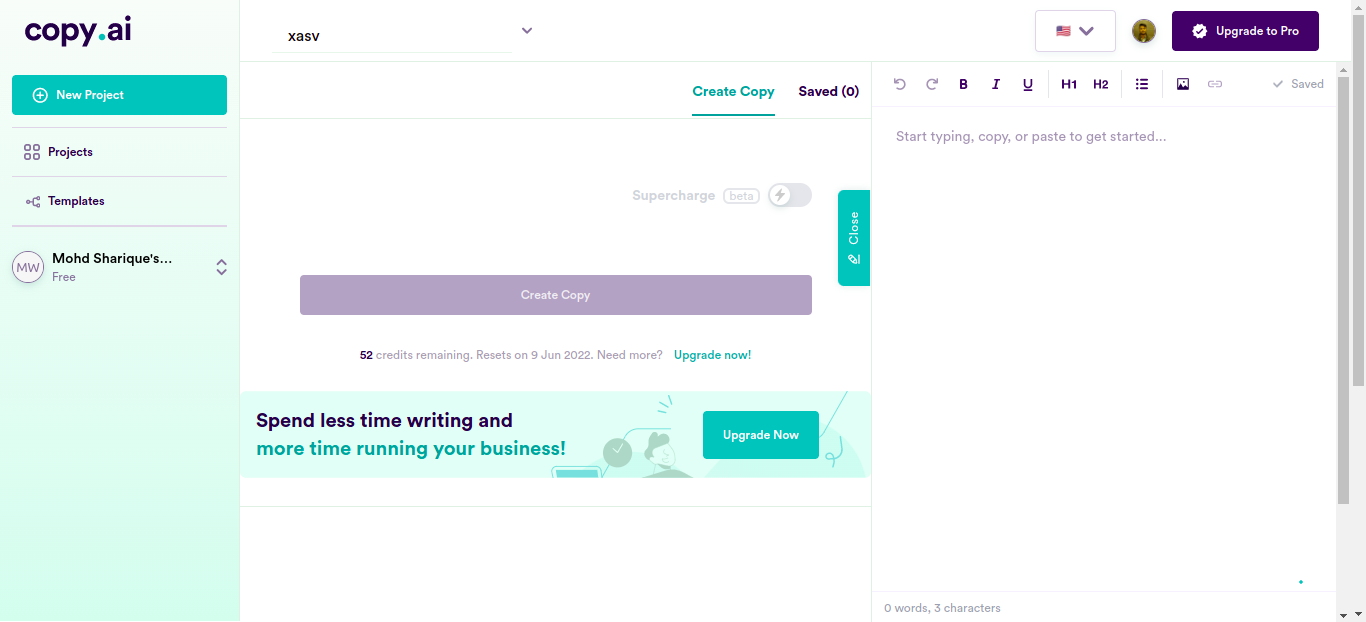 copy.ai
New Project
Projects
Templates
MW
Mohd Sharique's...
Free
xasv
Upgrade to Pro
Create Copy
Saved (0)
Supercharge
beta
Close
Create Copy
52 credits remaining. Resets on 9 Jun 2022. Need more? Upgrade now!
Spend less time writing and
more time running your business!
Upgrade Now
B I U H1 H2
Saved
Start typing, copy, or paste to get started...
0 words, 3 characters